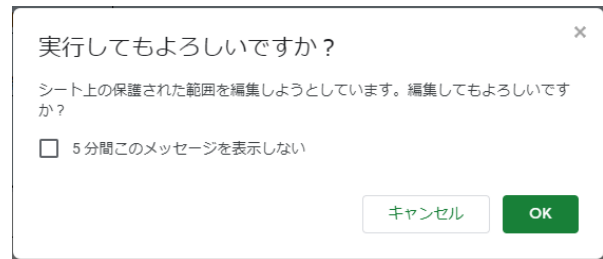 実行してもよろしいですか？
シート上の保護された範囲を編集しようとしています。編集してもよろしいです
か？
5 分間このメッセージを表示しない
キャンセル
OK